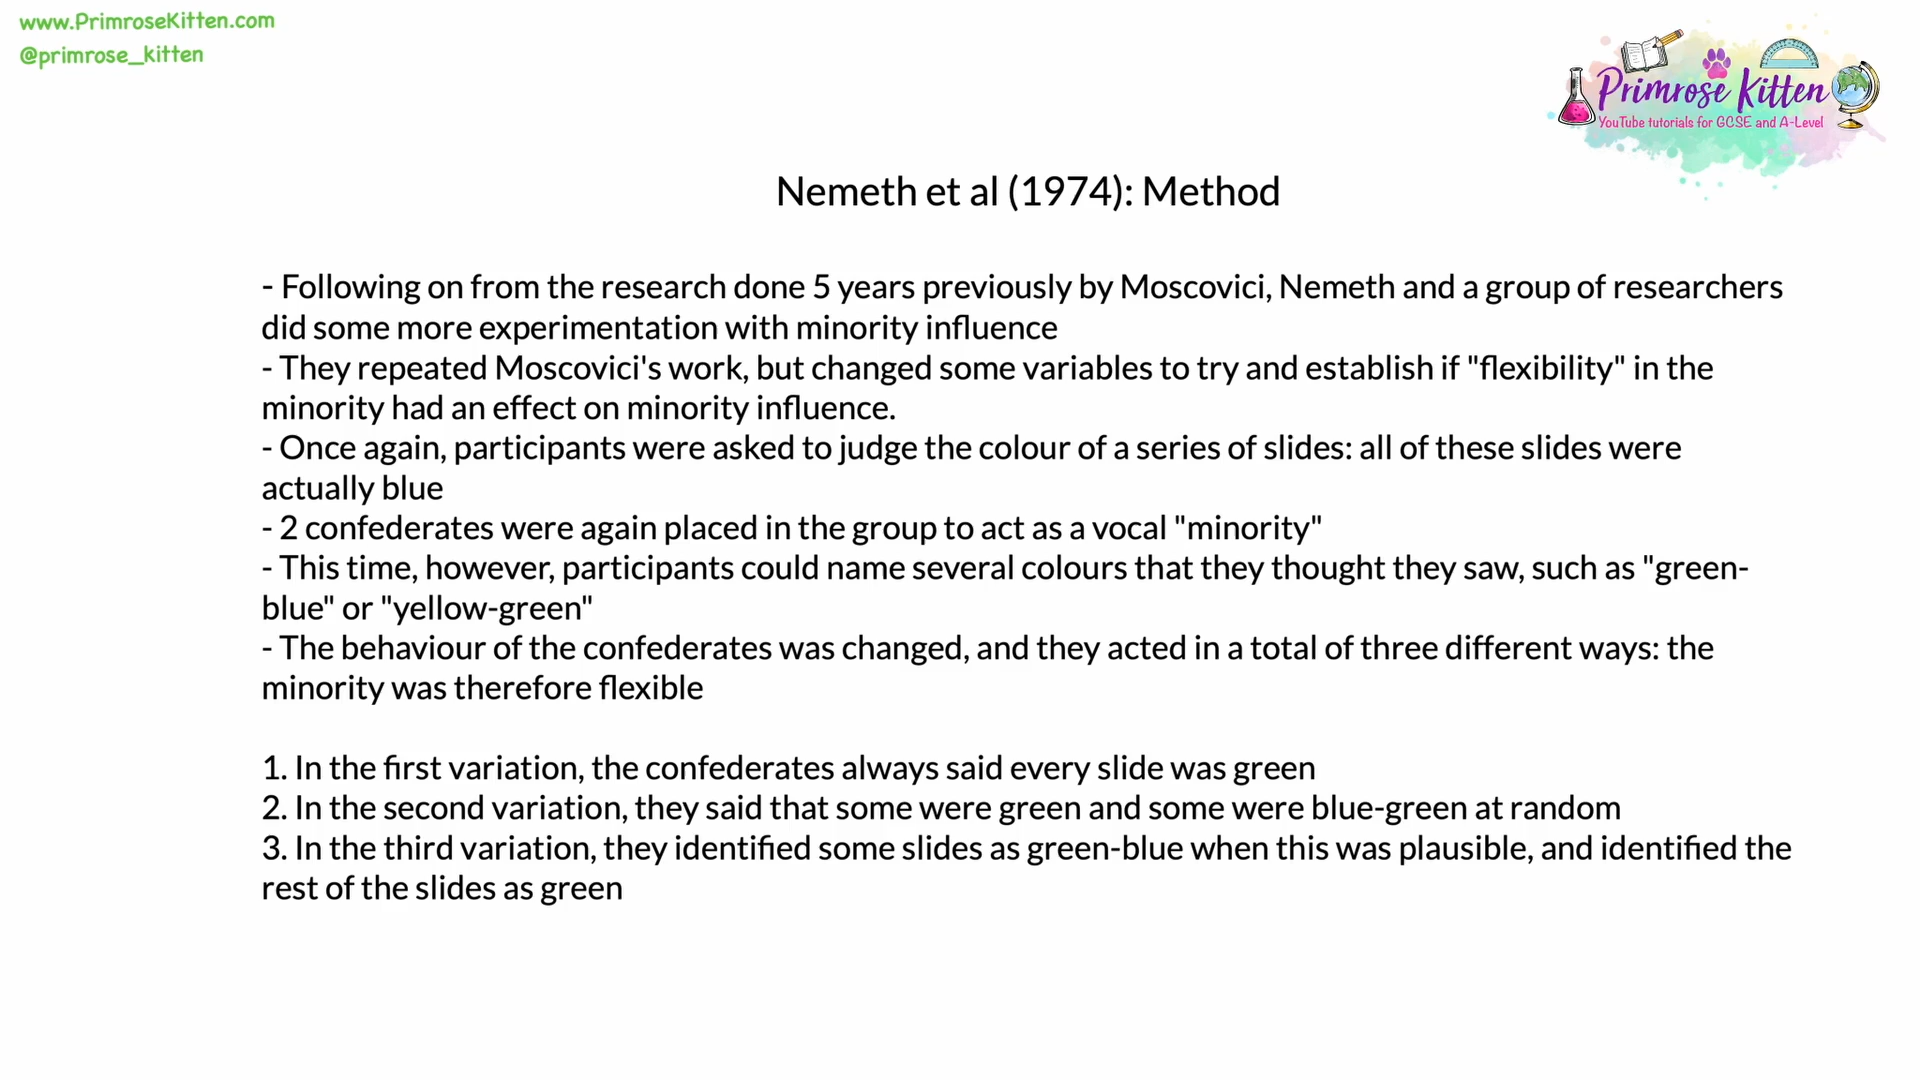 www.PrimroseKitten.com
@primrose_kitten
Primrose Kitten
YouTube tutorials for GCSE and A-Level
Nemeth et al (1974): Method
- Following on from the research done 5 years previously by Moscovici, Nemeth and a group of researchers
did some more experimentation with minority influence
- They repeated Moscovici's work, but changed some variables to try and establish if "flexibility" in the
minority had an effect on minority influence.
- Once again, participants were asked to judge the colour of a series of slides: all of these slides were
actually blue
- 2 confederates were again placed in the group to act as a vocal "minority"
- This time, however, participants could name several colours that they thought they saw, such as "green-
blue" or "yellow-green"
- The behaviour of the confederates was changed, and they acted in a total of three different ways: the
minority was therefore flexible
1. In the first variation, the confederates always said every slide was green
2. In the second variation, they said that some were green and some were blue-green at random
3. In the third variation, they identified some slides as green-blue when this was plausible, and identified the
rest of the slides as green